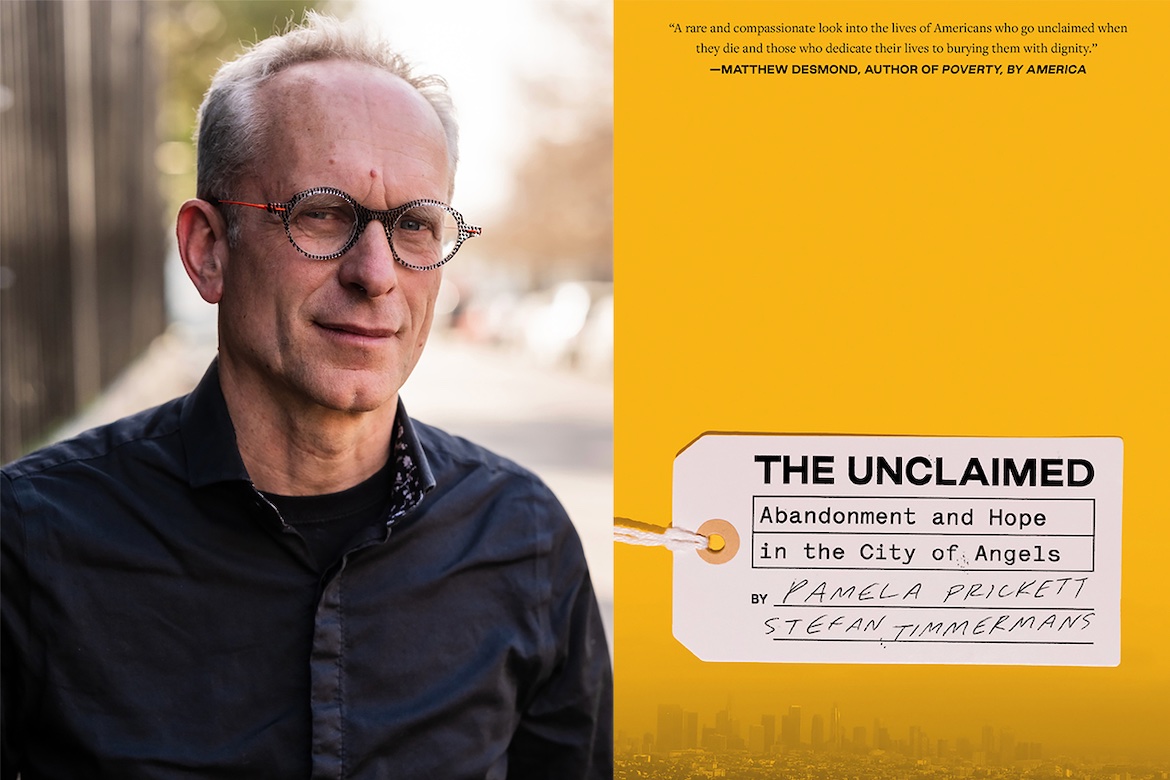 “A rare and compassionate look into the lives of Americans who go unclaimed when
they die and those who dedicate their lives to burying them with dignity.”
—MATTHEW DESMOND, AUTHOR OF POVERTY, BY AMERICA
THE UNCLAIMED
Abandonment and Hope
in the City of Angels
BY PAMELA PRICKETT
STEFAN TIMMERMANS